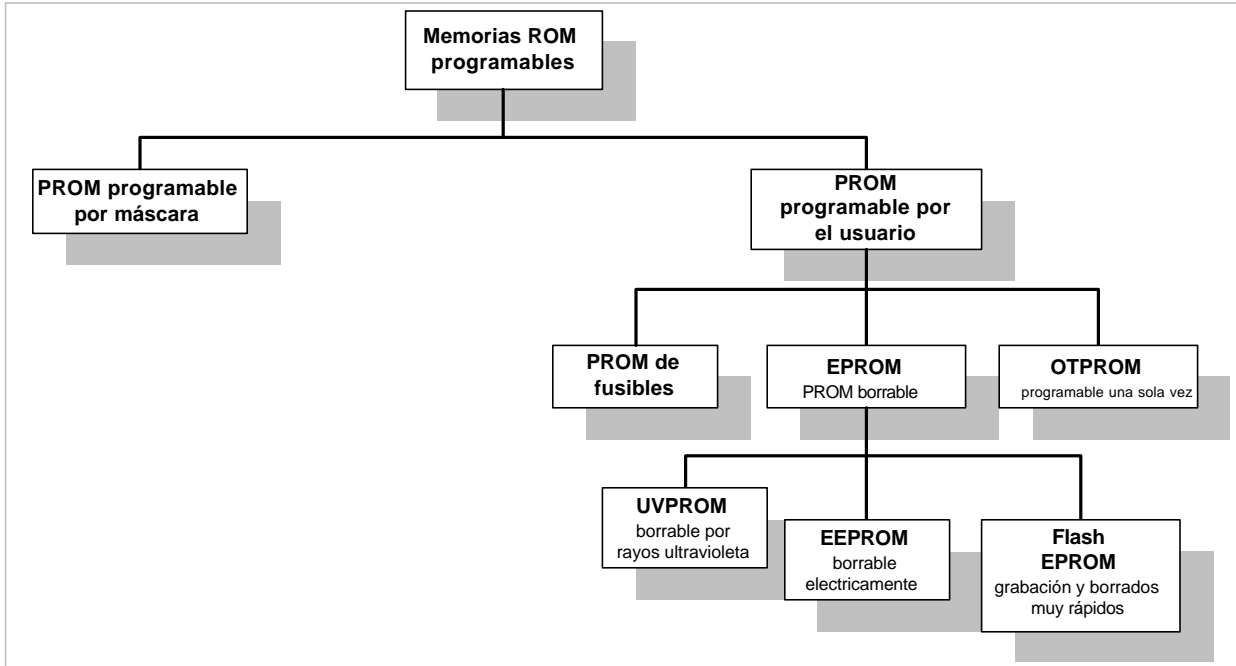 Memorias ROM
programables
PROM programable
por máscara
PROM
programable por
el usuario
PROM de
fusibles
EPROM
PROM borrable
OTPROM
programable una sola vez
UVPROM
borrable por
rayos ultravioleta
EEPROM
borrable
electricamente
Flash
EPROM
grabación y borrados
muy rápidos